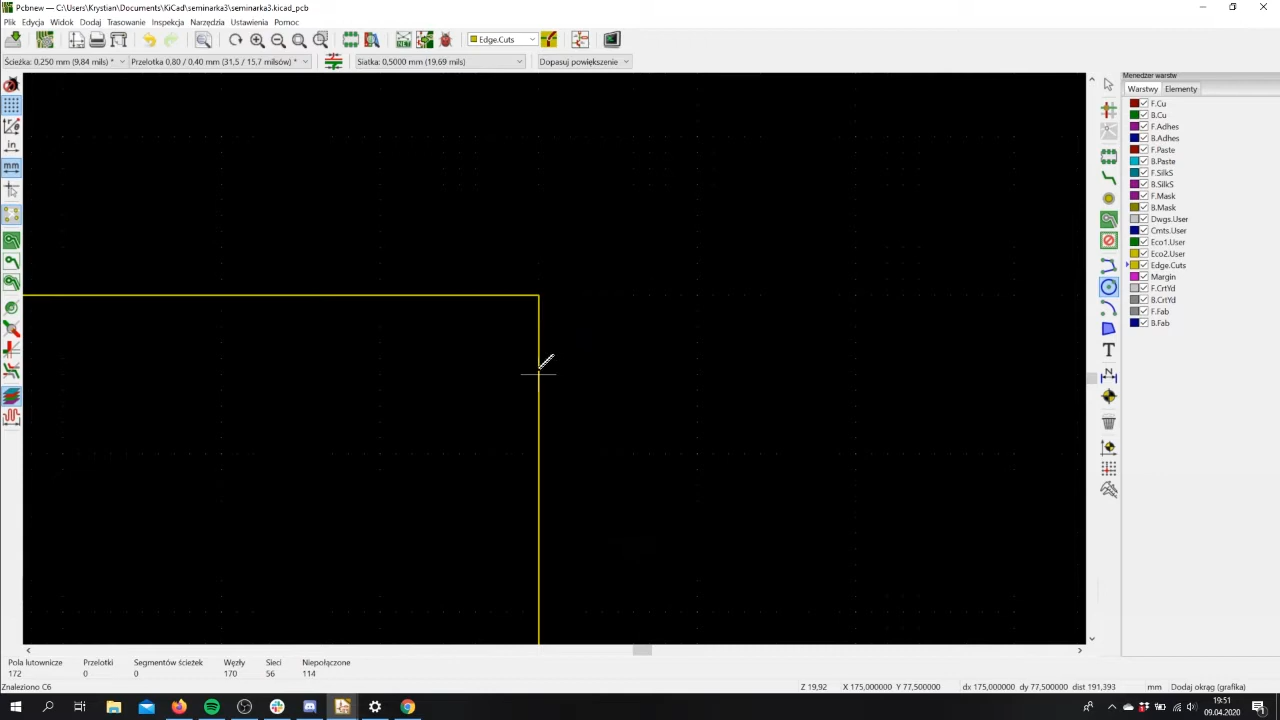 Pcbnew — C:\Users\Krystian\Documents\KiCad\seminarka3\seminarka3.kicad_pcb
Plik Edycja Widok Dodaj Trasowanie Inspekcja Narzędzia Ustawienia Pomoc
Edge.Cuts
Ścieżka: 0.250 mm (9.84 mils) * Przelotka 0.80 / 0.40 mm (31,5 / 15.7 milsów) * Siatka: 0,5000 mm (19.69 mils) Dopasuj powiększenie
Menedżer warstw
Warstwy Elementy
F.Cu
B.Cu
F.Adhes
B.Adhes
F.Paste
B.Paste
F.SilkS
B.SilkS
F.Mask
B.Mask
Dwgs.User
Cmts.User
Eco1.User
Eco2.User
Edge.Cuts
Margin
F.CrtYd
B.CrtYd
F.Fab
B.Fab
in
mm
T
N
Pola lutownicze Przelotki Segmentów ścieżek Węzły Sieci Niepołączone
172 0 0 170 56 114
Znaleziono C6 Z 19,92 X 175,000000 Y 77,500000 dx 175,000000 dy 77,500000 dist 191,393 mm Dodaj okrąg (grafika)
19:51
09.04.2020